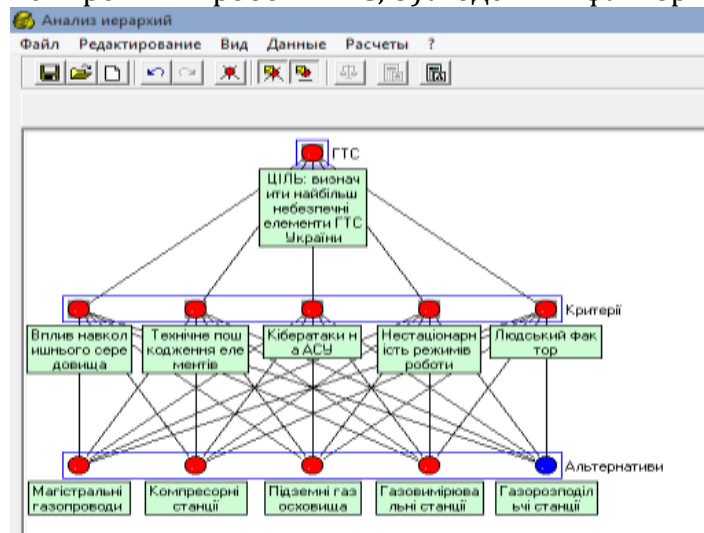 Анализ иерархий
Файл Редактирование Вид Данные Расчеты ?
ГТС
ЦІЛЬ: визнач
ити найбільш
небезпечні
елементи ГТС
України
Критерії
Вплив навкол
ишнього сере
довища
Технічне пош
кодження еле
ментів
Кібератаки н
а АСУ
Нестаціонарн
ість режимів
роботи
Людський фак
тор
Альтернативи
Магістральні
газопроводи
Компресорні
станції
Підземні газ
осховища
Газовимірюва
льні станції
Газорозподіл
ьчі станції